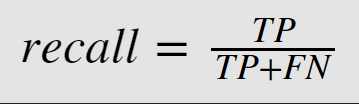 recall = TP / TP+FN